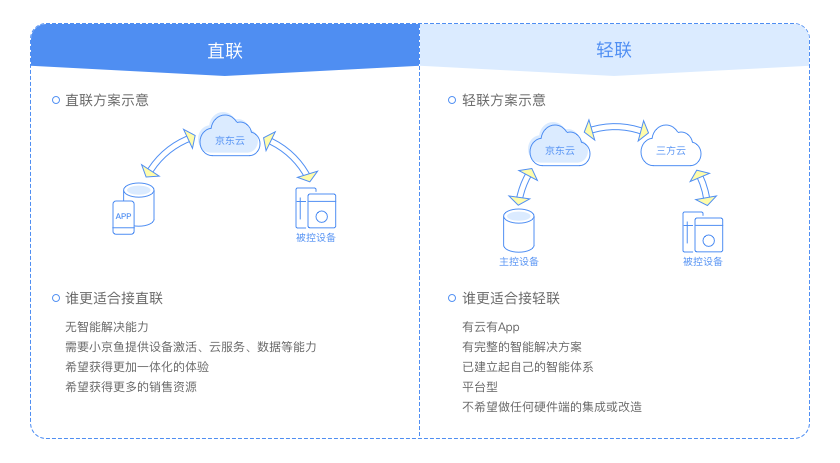 直联
直联方案示意
京东云
APP
被控设备
谁更适合接直联
无智能解决能力
需要小京鱼提供设备激活、云服务、数据等能力
希望获得更加一体化的体验
希望获得更多的销售资源
轻联
轻联方案示意
京东云
三方云
主控设备
被控设备
谁更适合接轻联
有云有App
有完整的智能解决方案
已建立起自己的智能体系
平台型
不希望做任何硬件端的集成或改造